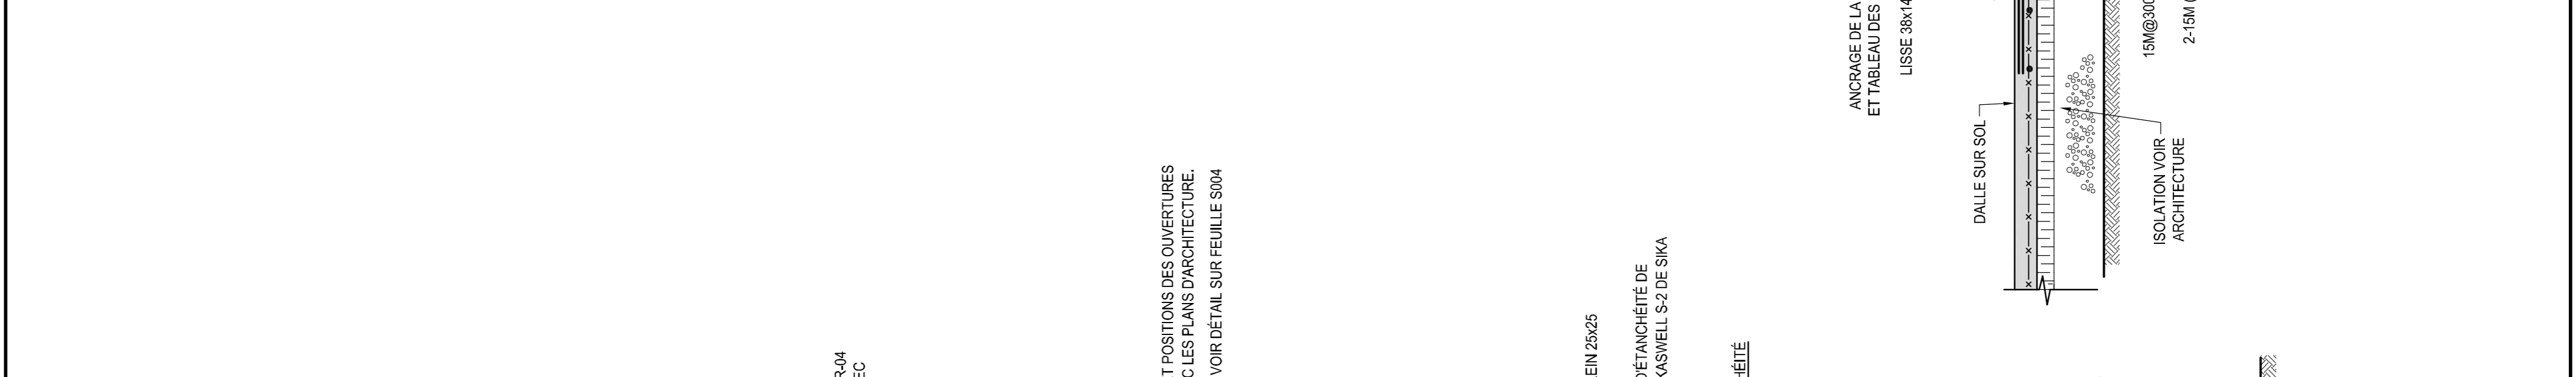 R-04
EC
T POSITIONS DES OUVERTURES
C LES PLANS D'ARCHITECTURE.
VOIR DÉTAIL SUR FEUILLE S004
EIN 25x25
D'ÉTANCHÉITÉ DE
KASWELL S-2 DE SIKA
HÉITÉ
ANCRAGE DE LA
ET TABLEAU DES
LISSE 38x14
DALLE SUR SOL
15M@300
2-15M (
ISOLATION VOIR
ARCHITECTURE